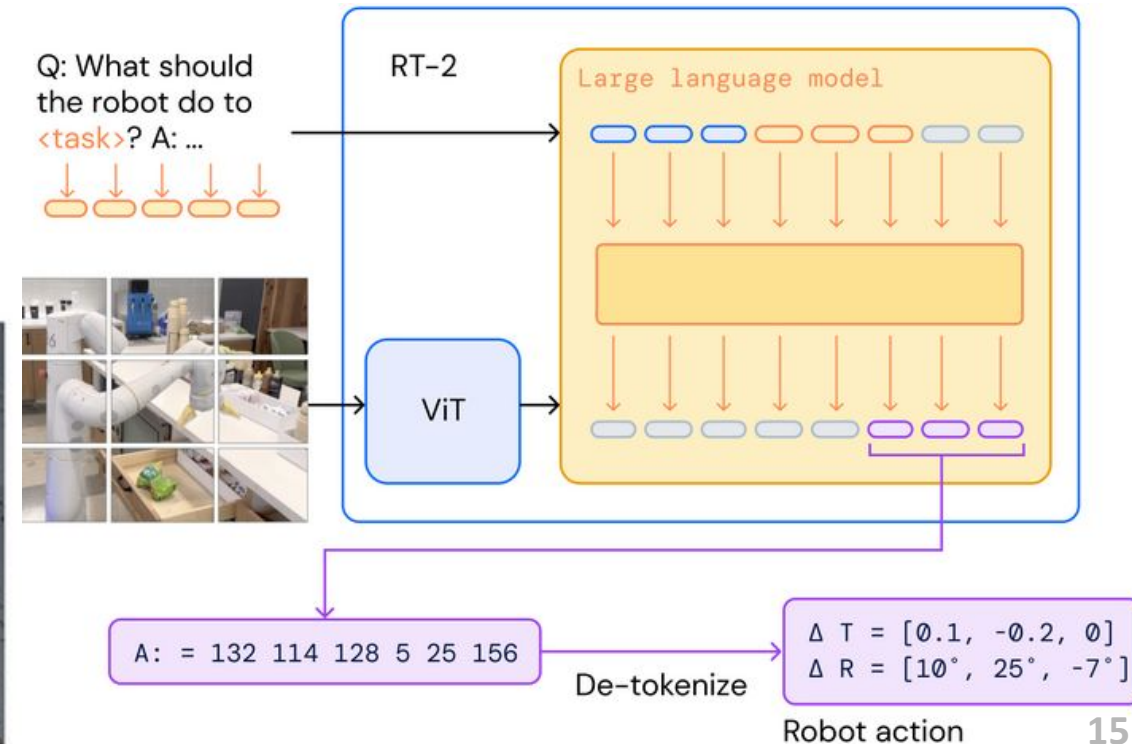 Q: What should
the robot do to
<task>? A: ...
RT-2
Large language model
ViT
A: = 132 114 128 5 25 156
De-tokenize
Δ T = [0.1, -0.2, 0]
Δ R = [10°, 25°, -7°]
Robot action
15